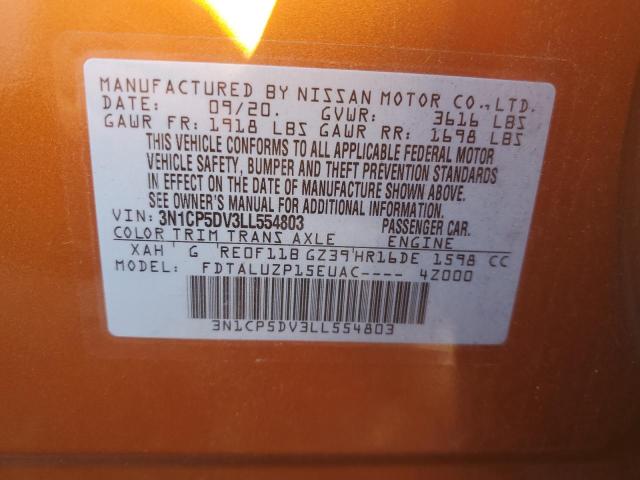 MANUFACTURED BY NISSAN MOTOR CO.,LTD.
DATE: 09/20. GVWR: 3616 LBS
GAWR FR: 1918 LBS GAWR RR: 1698 LBS
THIS VEHICLE CONFORMS TO ALL APPLICABLE FEDERAL MOTOR
VEHICLE SAFETY, BUMPER AND THEFT PREVENTION STANDARDS
IN EFFECT ON THE DATE OF MANUFACTURE SHOWN ABOVE.
SEE OWNER'S MANUAL FOR ADDITIONAL INFORMATION.
VIN: 3N1CP5DV3LL554803 PASSENGER CAR.
COLOR TRIM TRANS AXLE ENGINE
XAH G RE0F11B GZ39 HR16DE 1598 CC
MODEL: FDTALUZP15EUAC---- 4Z000
3N1CP5DV3LL554803